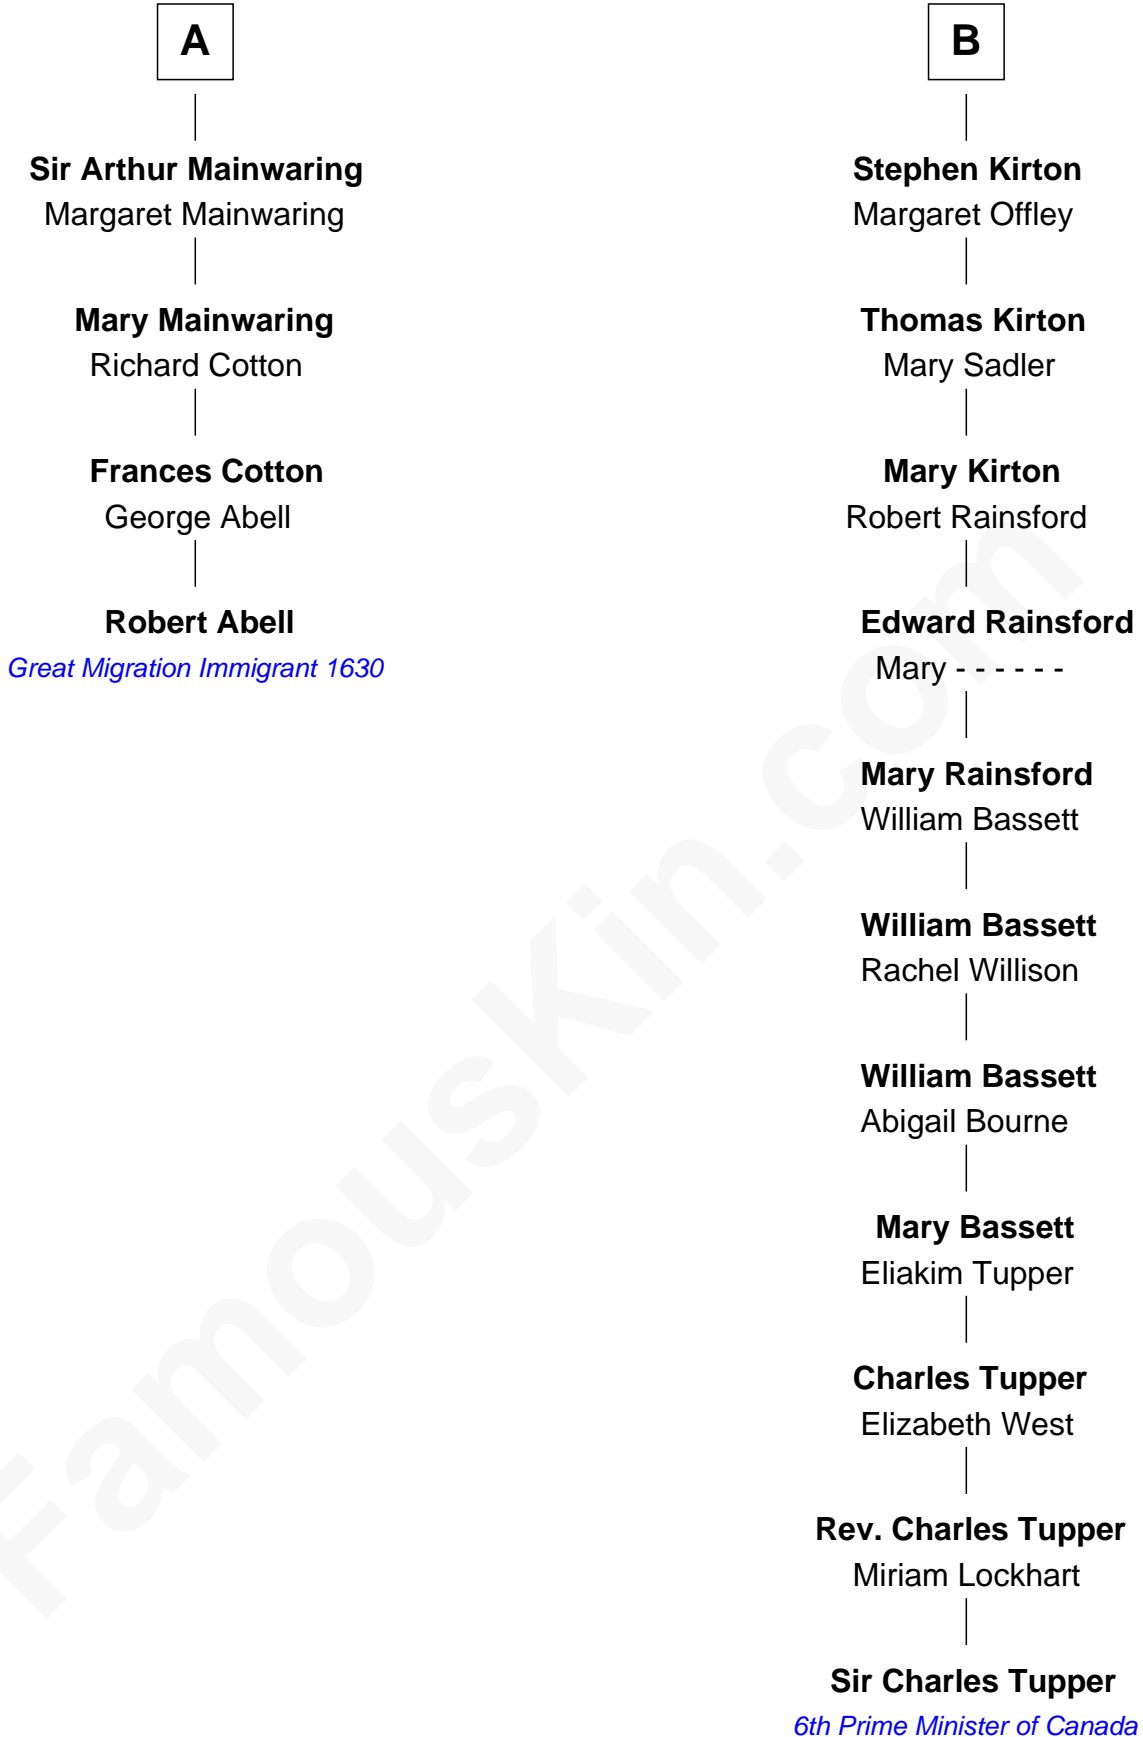 A
Sir Arthur Mainwaring
Margaret Mainwaring
Mary Mainwaring
Richard Cotton
Frances Cotton
George Abell
Robert Abell
Great Migration Immigrant 1630
B
Stephen Kirton
Margaret Offley
Thomas Kirton
Mary Sadler
Mary Kirton
Robert Rainsford
Edward Rainsford
Mary - - - - - -
Mary Rainsford
William Bassett
William Bassett
Rachel Willison
William Bassett
Abigail Bourne
Mary Bassett
Eliakim Tupper
Charles Tupper
Elizabeth West
Rev. Charles Tupper
Miriam Lockhart
Sir Charles Tupper
6th Prime Minister of Canada
FamousKin.com